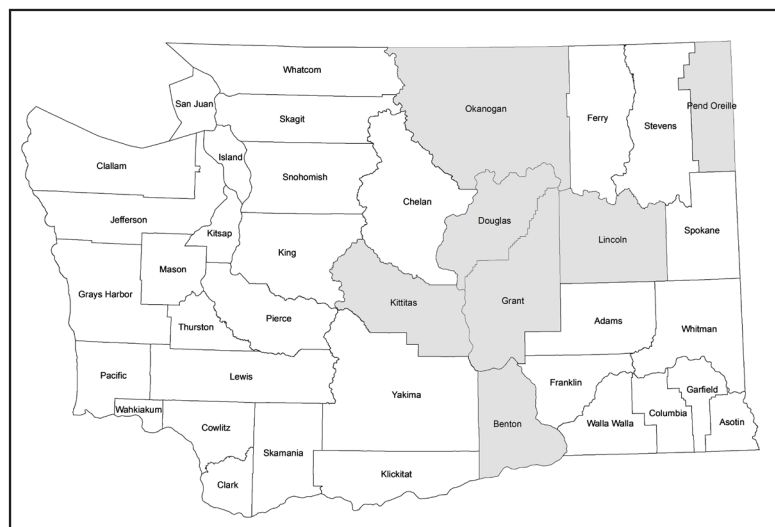 Whatcom
San Juan
Skagit
Okanogan
Ferry
Stevens
Pend Oreille
Island
Clallam
Snohomish
Chelan
Jefferson
Kitsap
Douglas
Lincoln
Spokane
King
Mason
Grays Harbor
Kittitas
Grant
Pierce
Thurston
Adams
Whitman
Pacific
Lewis
Yakima
Franklin
Garfield
Wahkiakum
Cowlitz
Benton
Walla Walla
Columbia
Asotin
Skamania
Klickitat
Clark